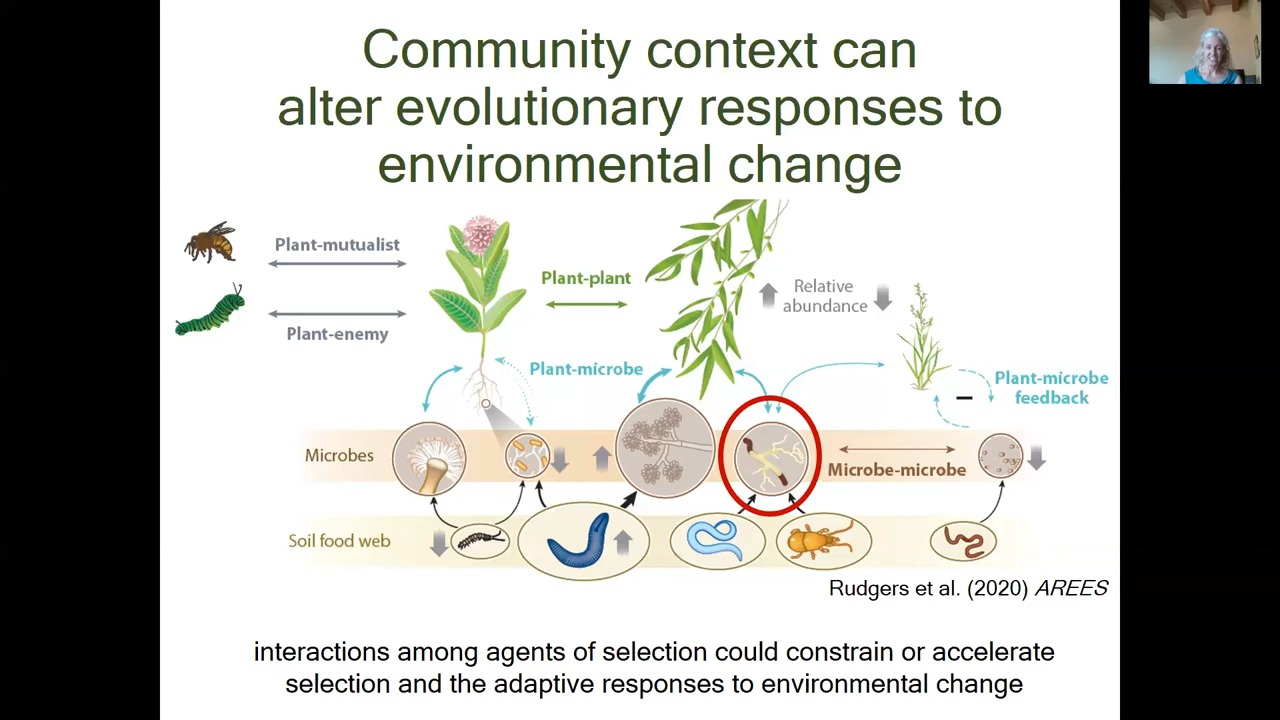 Community context can
alter evolutionary responses to
environmental change
Plant-mutualist
Plant-enemy
Plant-plant
Relative
abundance
Plant-microbe
Plant-microbe
feedback
Microbes
Microbe-microbe
Soil food web
Rudgers et al. (2020) AREES
interactions among agents of selection could constrain or accelerate
selection and the adaptive responses to environmental change